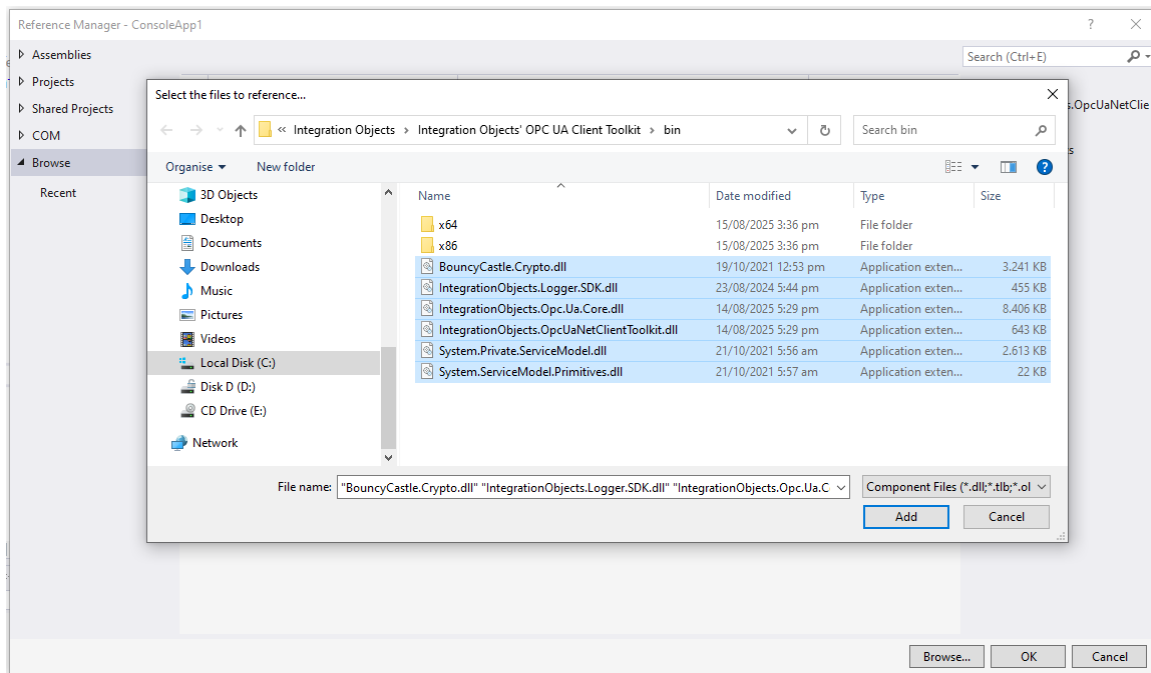 Reference Manager - ConsoleApp1 ?
Assemblies
Projects
Shared Projects
COM
Browse
Recent
Search (Ctrl+E)
s.OpcUaNetClie
s
Select the files to reference...
« Integration Objects › Integration Objects' OPC UA Client Toolkit › bin
Search bin
Organise New folder
3D Objects
Desktop
Documents
Downloads
Music
Pictures
Videos
Local Disk (C:)
Disk D (D:)
CD Drive (E:)
Network
Name Date modified Type Size
x64 15/08/2025 3:36 pm File folder
x86 15/08/2025 3:36 pm File folder
BouncyCastle.Crypto.dll 19/10/2021 12:53 pm Application exten... 3.241 KB
IntegrationObjects.Logger.SDK.dll 23/08/2024 5:44 pm Application exten... 455 KB
IntegrationObjects.Opc.Ua.Core.dll 14/08/2025 5:29 pm Application exten... 8.406 KB
IntegrationObjects.OpcUaNetClientToolkit.dll 14/08/2025 5:29 pm Application exten... 643 KB
System.Private.ServiceModel.dll 21/10/2021 5:56 am Application exten... 2.613 KB
System.ServiceModel.Primitives.dll 21/10/2021 5:57 am Application exten... 22 KB
File name: "BouncyCastle.Crypto.dll" "IntegrationObjects.Logger.SDK.dll" "IntegrationObjects.Opc.Ua.C
Component Files (*.dll;*.tlb;*.ol
Add Cancel
Browse... OK Cancel